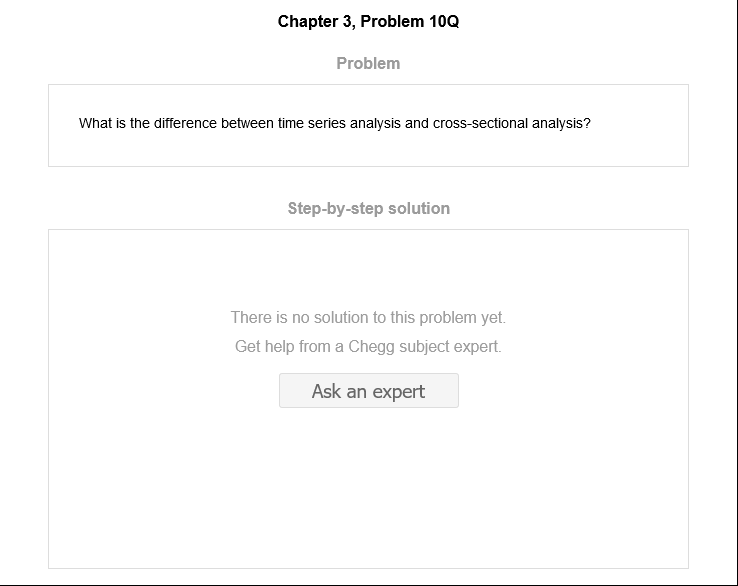 Chapter 3, Problem 10Q
Problem
What is the difference between time series analysis and cross-sectional analysis?
Step-by-step solution
There is no solution to this problem yet.
Get help from a Chegg subject expert.
Ask an expert